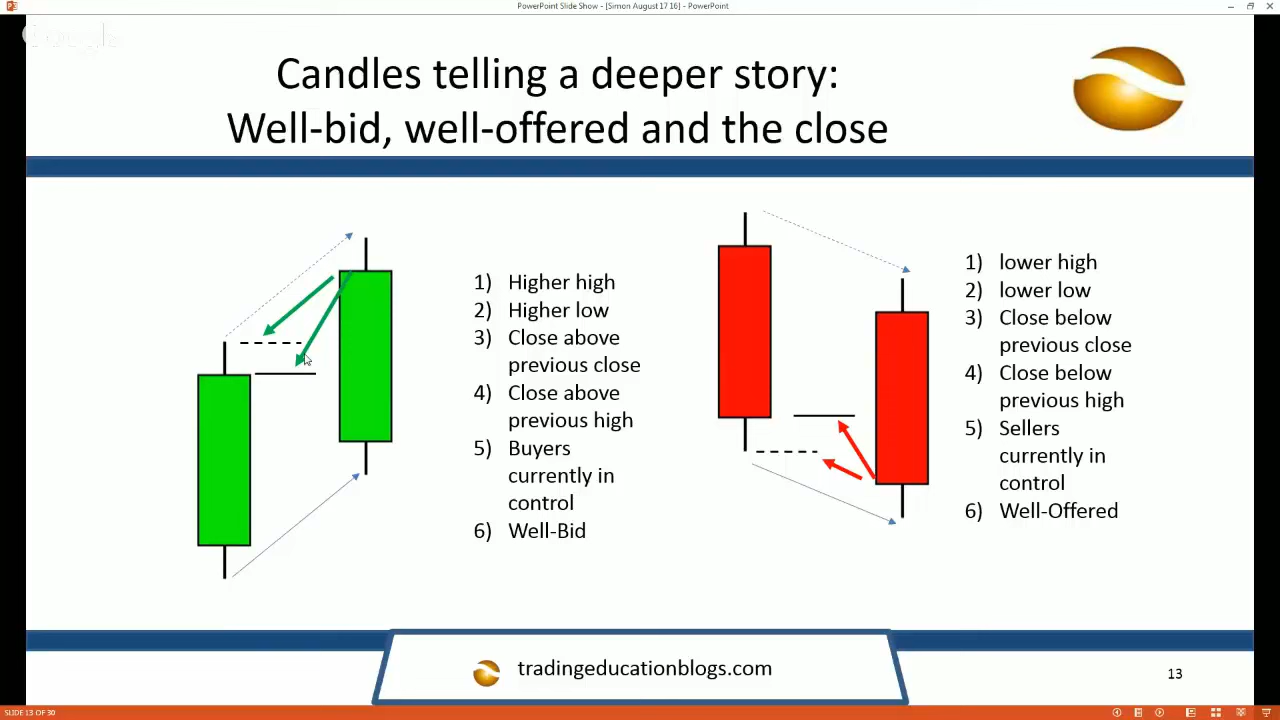 PowerPoint Slide Show - [Simon August 17 16] - PowerPoint
Candles telling a deeper story:
Well-bid, well-offered and the close
1) Higher high
2) Higher low
3) Close above
previous close
4) Close above
previous high
5) Buyers
currently in
control
6) Well-Bid
1) lower high
2) lower low
3) Close below
previous close
4) Close below
previous high
5) Sellers
currently in
control
6) Well-Offered
tradingeducationblogs.com
13
SLIDE 13 OF 30